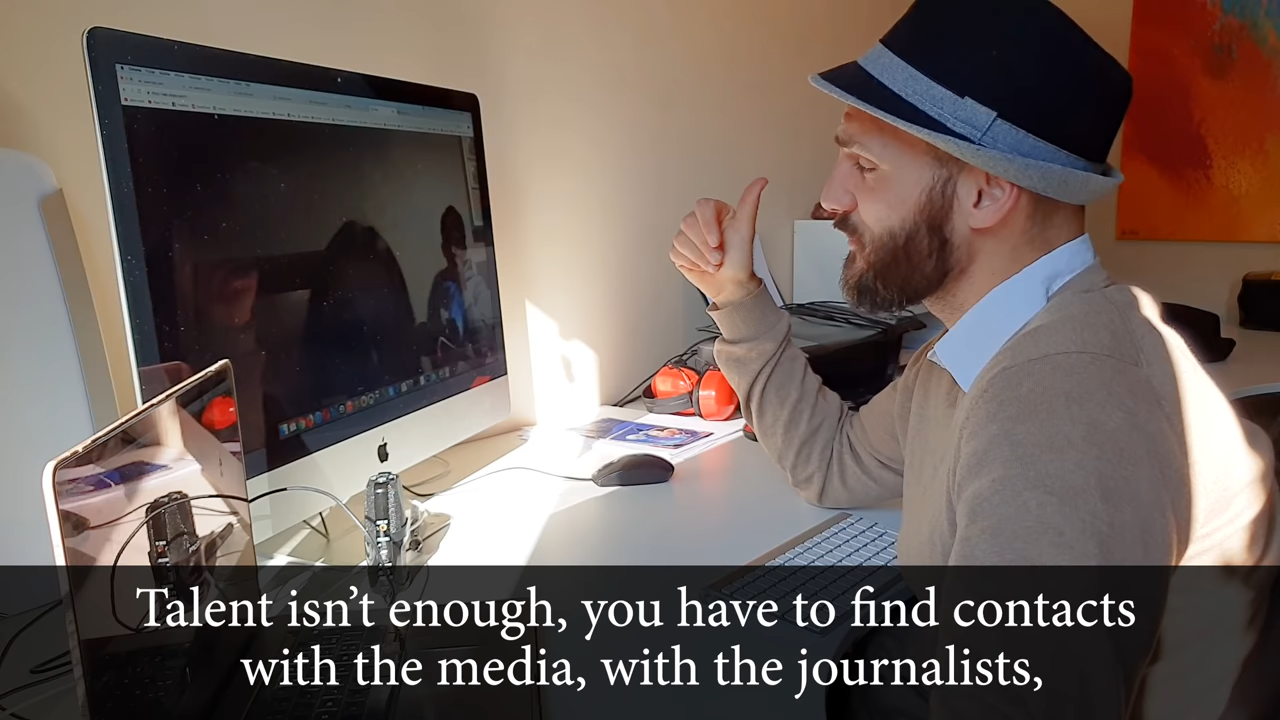 Talent isn’t enough, you have to find contacts
with the media, with the journalists,